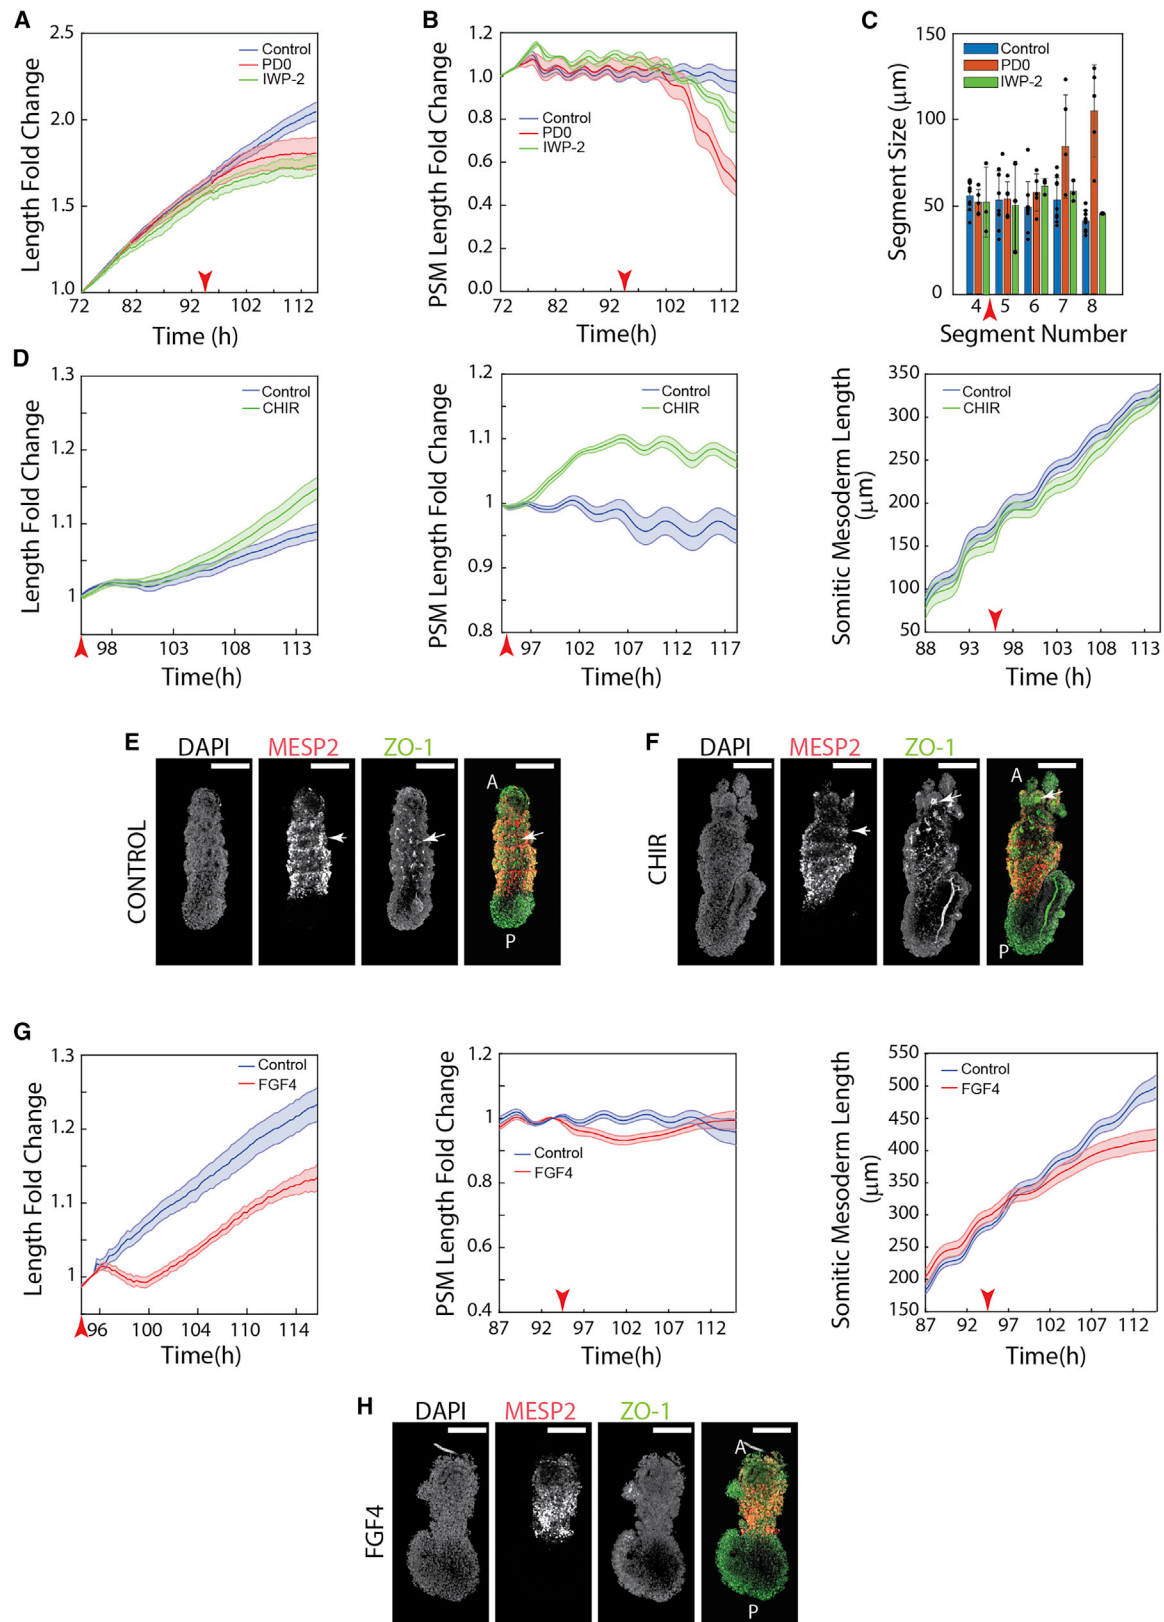 A
Length Fold Change
2.5
2.0
1.5
1.0
72 82 92 102 112
Time (h)
Control
PD0
IWP-2
B
PSM Length Fold Change
1.2
1.0
0.8
0.6
0.4
0.2
0.0
72 82 92 102 112
Time (h)
Control
PD0
IWP-2
C
Segment Size (μm)
150
100
50
0
4 5 6 7 8
Segment Number
Control
PD0
IWP-2
D
Length Fold Change
1.3
1.2
1.1
1
98 103 108 113
Time(h)
Control
CHIR
PSM Length Fold Change
1.2
1.1
1
0.9
0.8
97 102 107 112 117
Time(h)
Control
CHIR
Somitic Mesoderm Length
(μm)
350
300
250
200
150
100
50
88 93 98 103 108 113
Time (h)
Control
CHIR
E
DAPI MESP2 ZO-1
CONTROL
A
P
F
DAPI MESP2 ZO-1
CHIR
A
P
G
Length Fold Change
1.3
1.2
1.1
1
96 100 104 110 114
Time(h)
Control
FGF4
PSM Length Fold Change
1.2
1
0.8
0.6
0.4
87 92 97 102 107 112
Time(h)
Control
FGF4
Somitic Mesoderm Length
(μm)
550
500
450
400
350
300
250
200
150
87 92 97 102 107 112
Time(h)
Control
FGF4
H
DAPI MESP2 ZO-1
FGF4
A
P